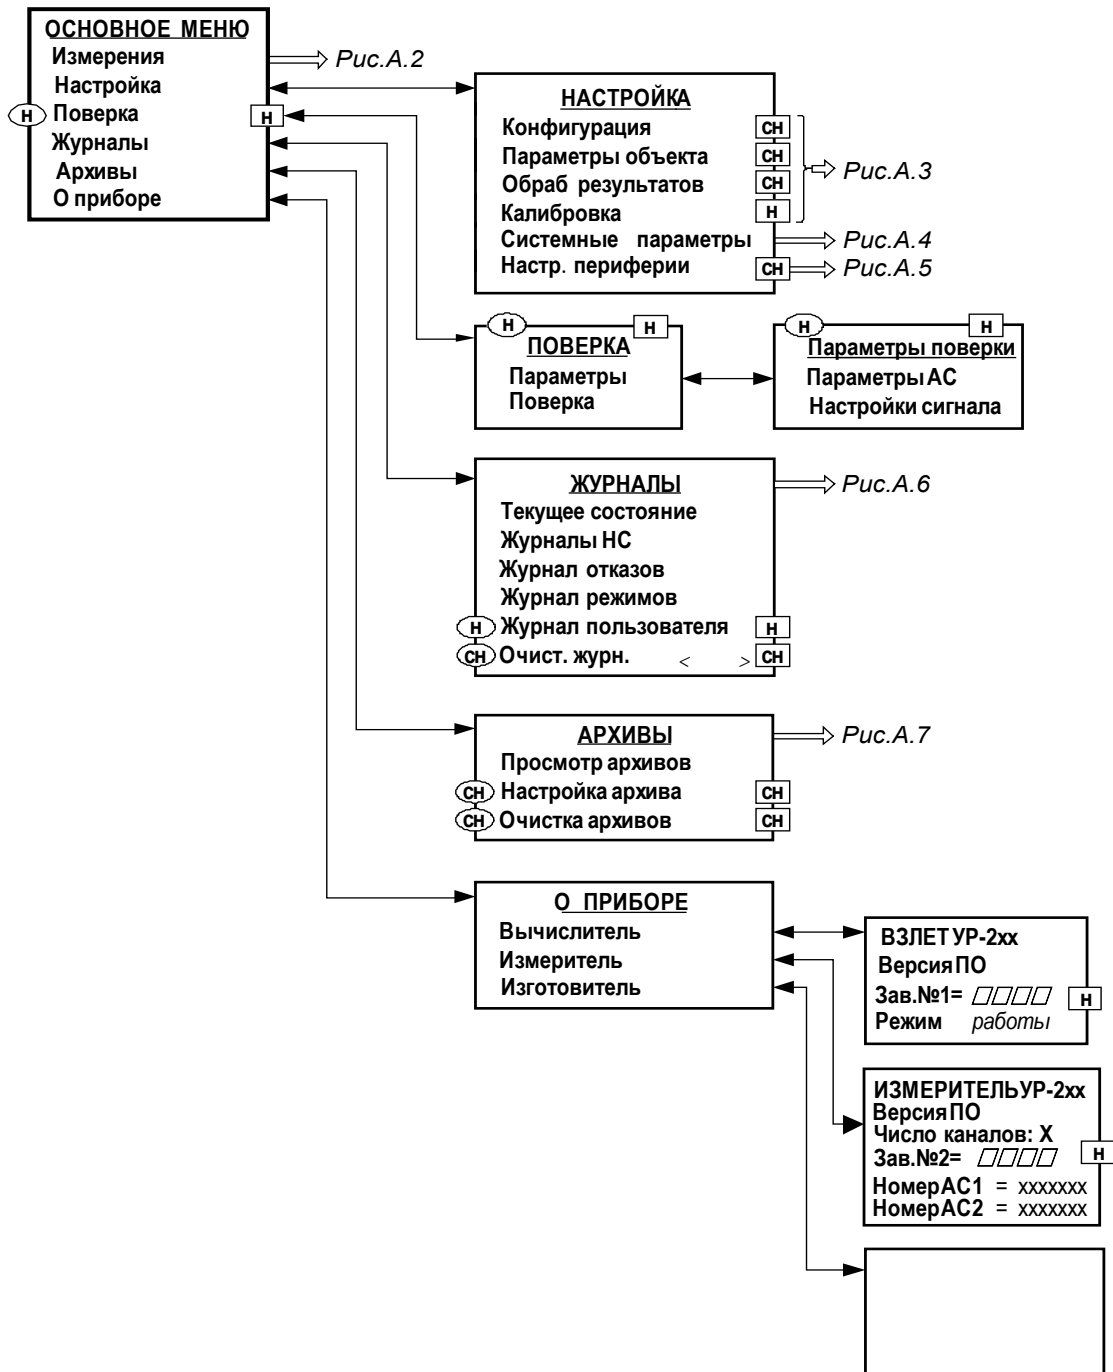 ОСНОВНОЕ МЕНЮ
Измерения
Рис.А.2
Настройка
Н Поверка Н
Журналы
Архивы
О приборе
НАСТРОЙКА
Конфигурация СН
Параметры объекта СН
Рис.А.3
Обраб результатов СН
Калибровка Н
Системные параметры Рис.А.4
Настр. периферии СН Рис.А.5
Н Н
ПОВЕРКА
Параметры
Поверка
Н Н
Параметры поверки
Параметры АС
Настройки сигнала
ЖУРНАЛЫ Рис.А.6
Текущее состояние
Журналы НС
Журнал отказов
Журнал режимов
Н Журнал пользователя Н
СН Очист. журн. < > СН
АРХИВЫ Рис.А.7
Просмотр архивов
СН Настройка архива СН
СН Очистка архивов СН
О ПРИБОРЕ
Вычислитель
Измеритель
Изготовитель
ВЗЛЕТ УР-2хх
Версия ПО
Зав.№1= Н
Режим работы
ИЗМЕРИТЕЛЬ УР-2хх
Версия ПО
Число каналов: Х
Зав.№2= Н
Номер АС1 = ххххххх
Номер АС2 = ххххххх